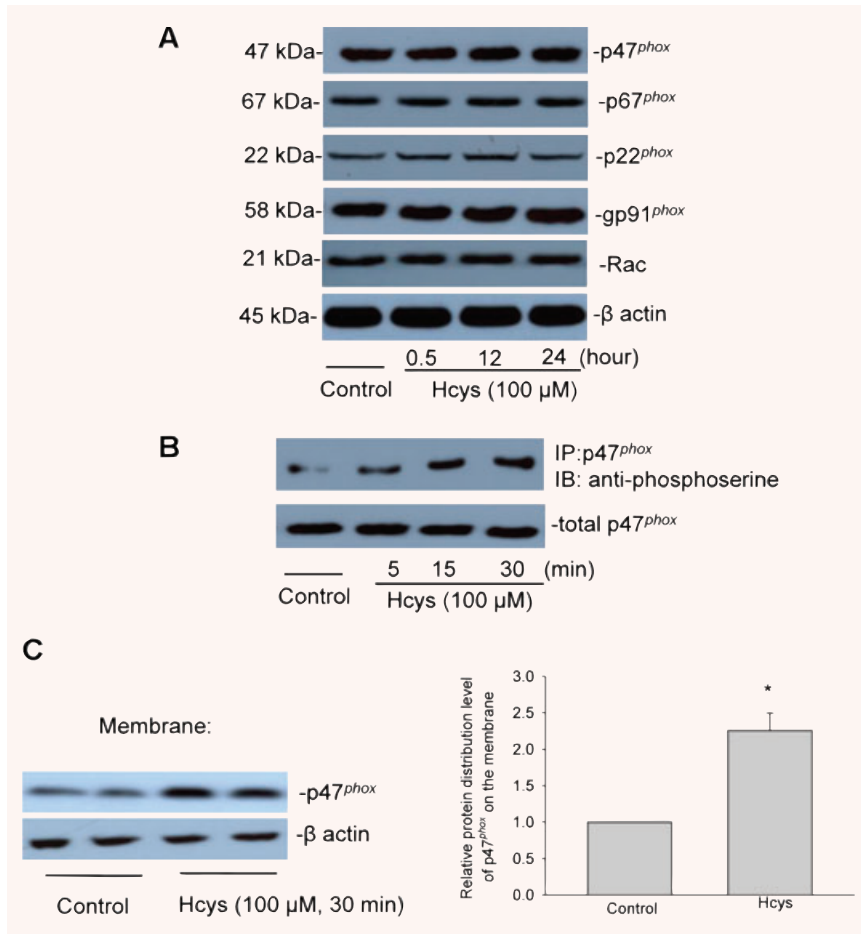 A
47 kDa-
-p47phox
67 kDa-
-p67phox
22 kDa-
-p22phox
58 kDa-
-gp91phox
21 kDa-
-Rac
45 kDa-
-β actin
0.5 12 24 (hour)
Control Hcys (100 µM)
B
IP:p47phox
IB: anti-phosphoserine
-total p47phox
5 15 30 (min)
Control Hcys (100 µM)
C
Membrane:
-p47phox
-β actin
Control Hcys (100 µM, 30 min)
Relative protein distribution level
of p47phox on the membrane
3.0
2.5
2.0
1.5
1.0
0.5
0.0
*
Control Hcys